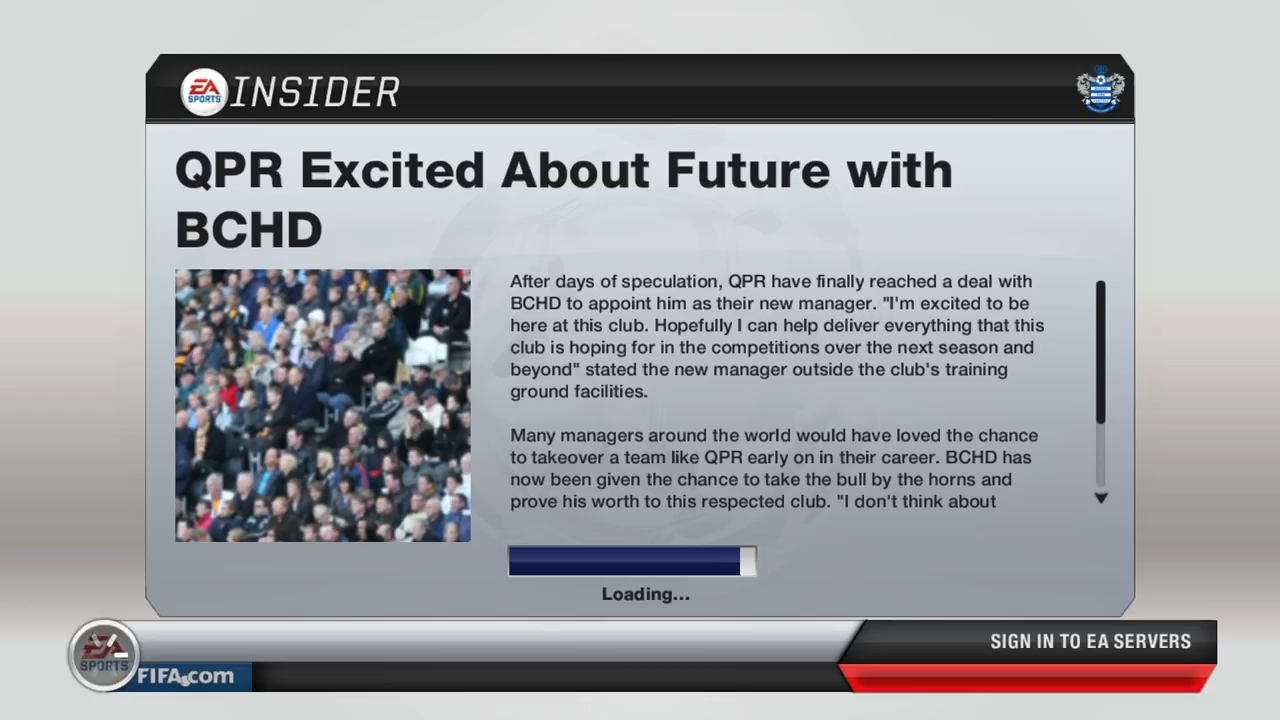 EA SPORTS INSIDER
QPR Excited About Future with
BCHD
After days of speculation, QPR have finally reached a deal with
BCHD to appoint him as their new manager. "I'm excited to be
here at this club. Hopefully I can help deliver everything that this
club is hoping for in the competitions over the next season and
beyond" stated the new manager outside the club's training
ground facilities.
Many managers around the world would have loved the chance
to takeover a team like QPR early on in their career. BCHD has
now been given the chance to take the bull by the horns and
prove his worth to this respected club. "I don't think about
Loading...
SIGN IN TO EA SERVERS
EA SPORTS
FIFA.com